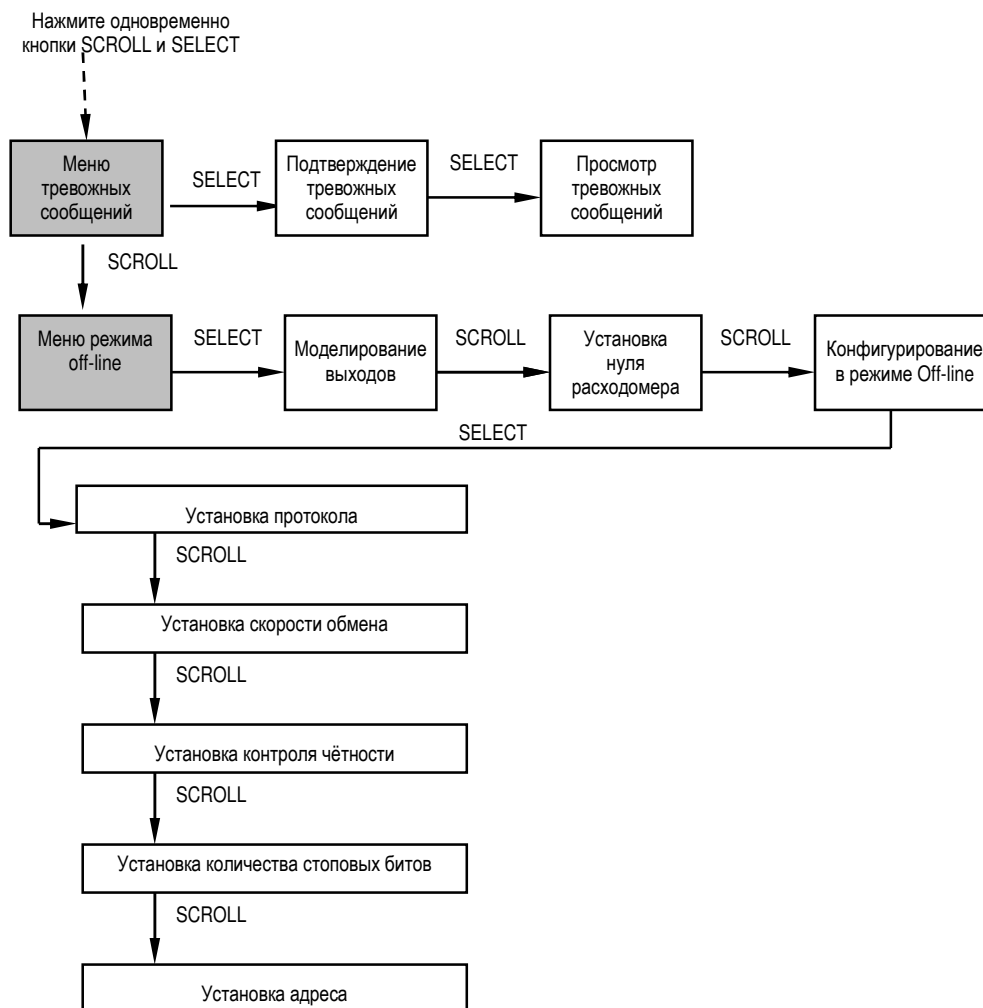 Нажмите одновременно
кнопки SCROLL и SELECT
Меню
тревожных
сообщений
SELECT
Подтверждение
тревожных
сообщений
SELECT
Просмотр
тревожных
сообщений
SCROLL
Меню режима
off-line
SELECT
Моделирование
выходов
SCROLL
Установка
нуля
расходомера
SCROLL
Конфигурирование
в режиме Off-line
SELECT
Установка протокола
SCROLL
Установка скорости обмена
SCROLL
Установка контроля чётности
SCROLL
Установка количества стоповых битов
SCROLL
Установка адреса